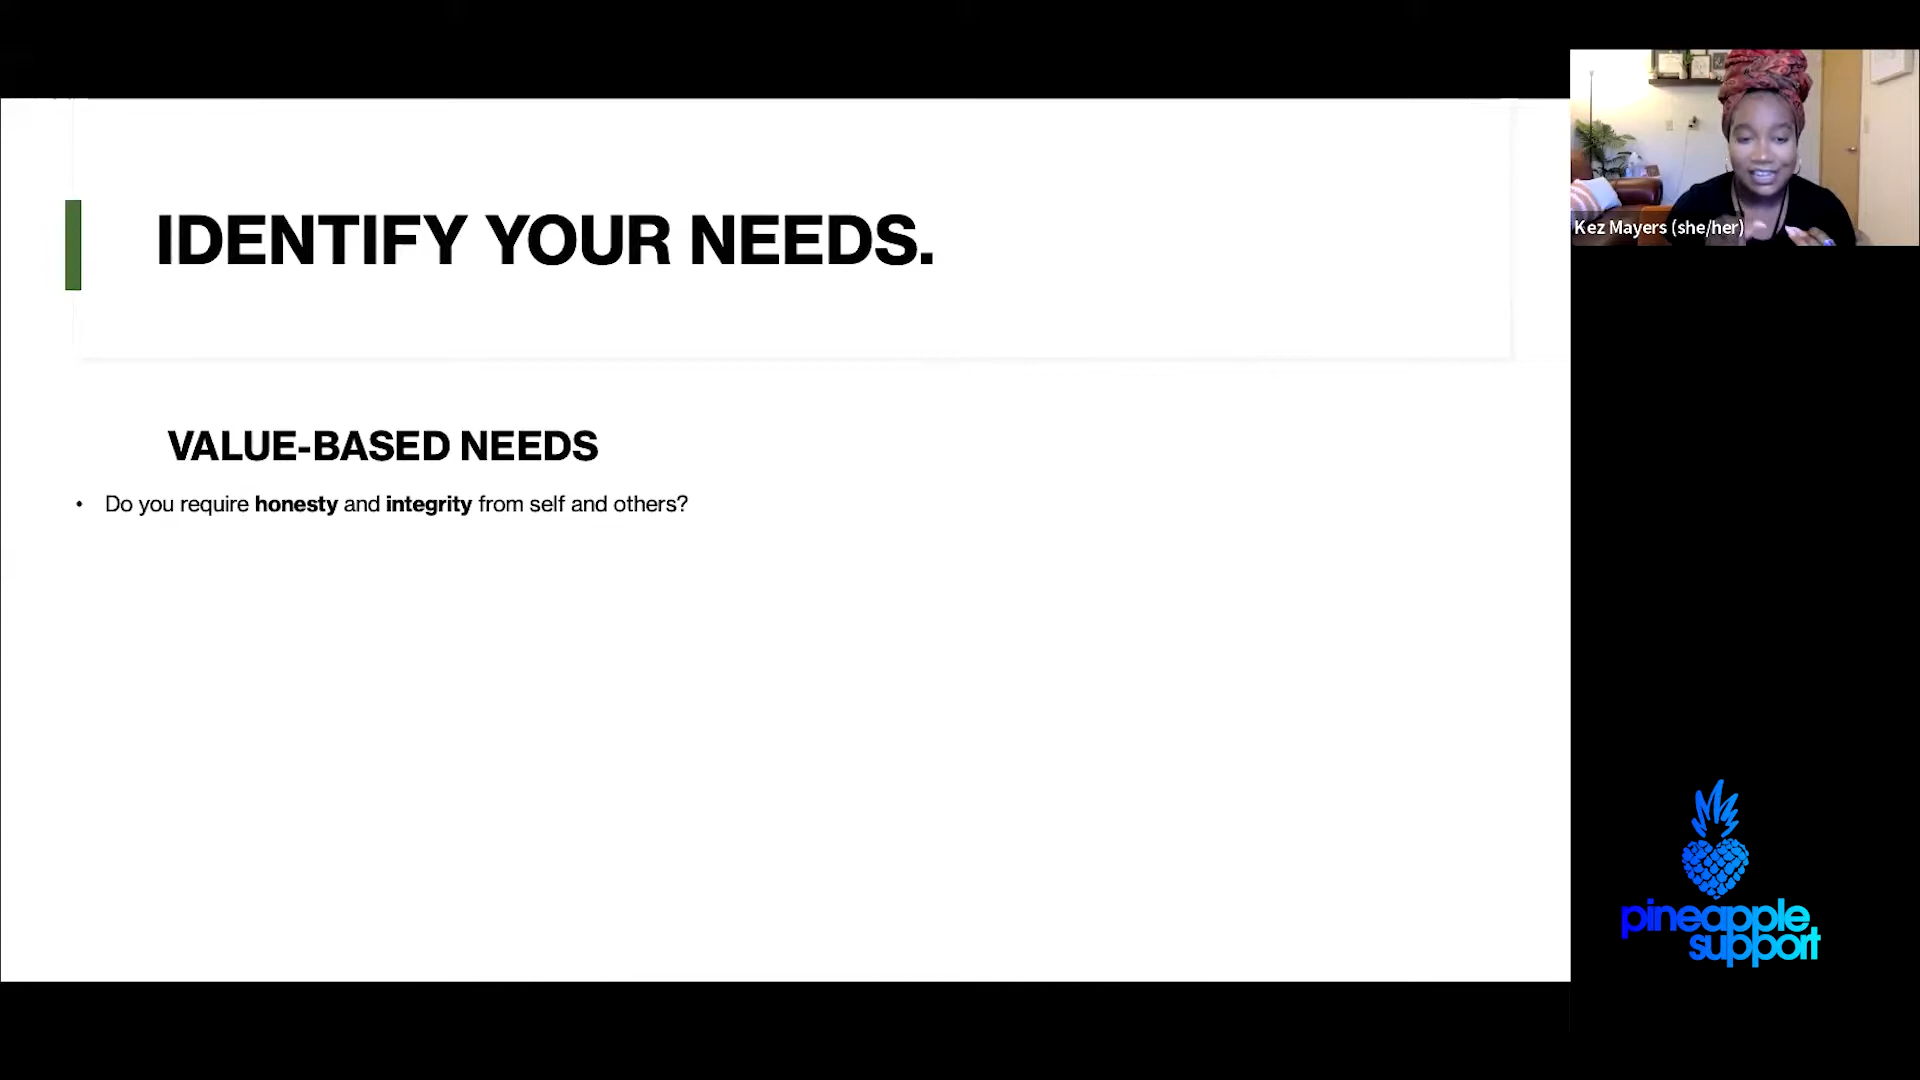 IDENTIFY YOUR NEEDS.
VALUE-BASED NEEDS
• Do you require honesty and integrity from self and others?
Kez Mayers (she/her)
pineapple
support